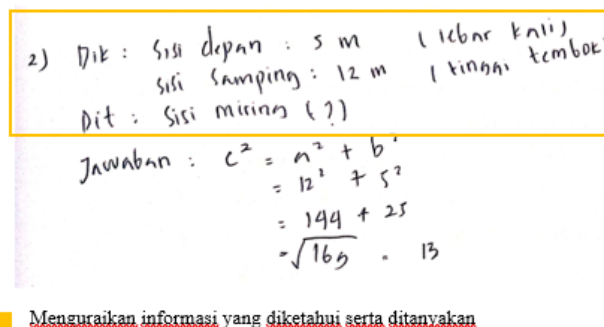 2) Dik : Sisi depan : 5 m (lebar kali)
Sisi samping : 12 m (tinggi tembok
Dit : Sisi miring (?)
Jawaban : c² = a² + b²
= 12² + 5²
= 144 + 25
= √169 = 13
Menguraikan informasi yang diketahui serta ditanyakan